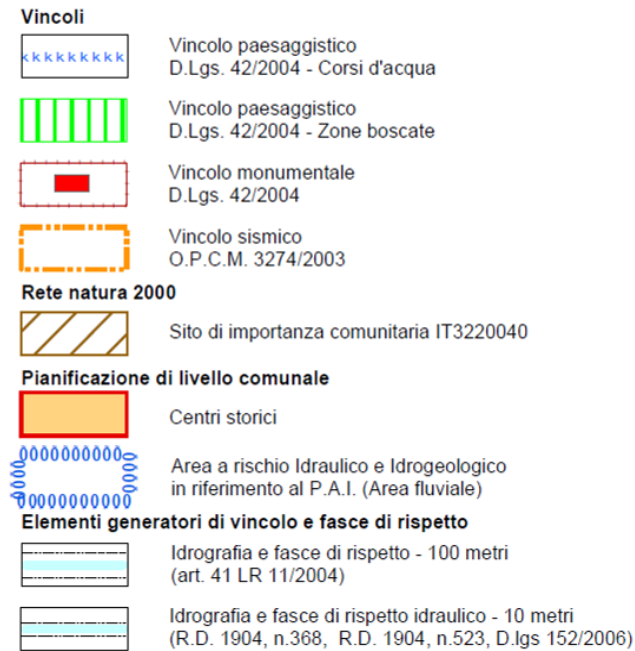 Vincoli
k k k k k k k k k
Vincolo paesaggistico
D.Lgs. 42/2004 - Corsi d'acqua
Vincolo paesaggistico
D.Lgs. 42/2004 - Zone boscate
Vincolo monumentale
D.Lgs. 42/2004
Vincolo sismico
O.P.C.M. 3274/2003
Rete natura 2000
Sito di importanza comunitaria IT3220040
Pianificazione di livello comunale
Centri storici
Area a rischio Idraulico e Idrogeologico
in riferimento al P.A.I. (Area fluviale)
Elementi generatori di vincolo e fasce di rispetto
Idrografia e fasce di rispetto - 100 metri
(art. 41 LR 11/2004)
Idrografia e fasce di rispetto idraulico - 10 metri
(R.D. 1904, n.368, R.D. 1904, n.523, D.lgs 152/2006)